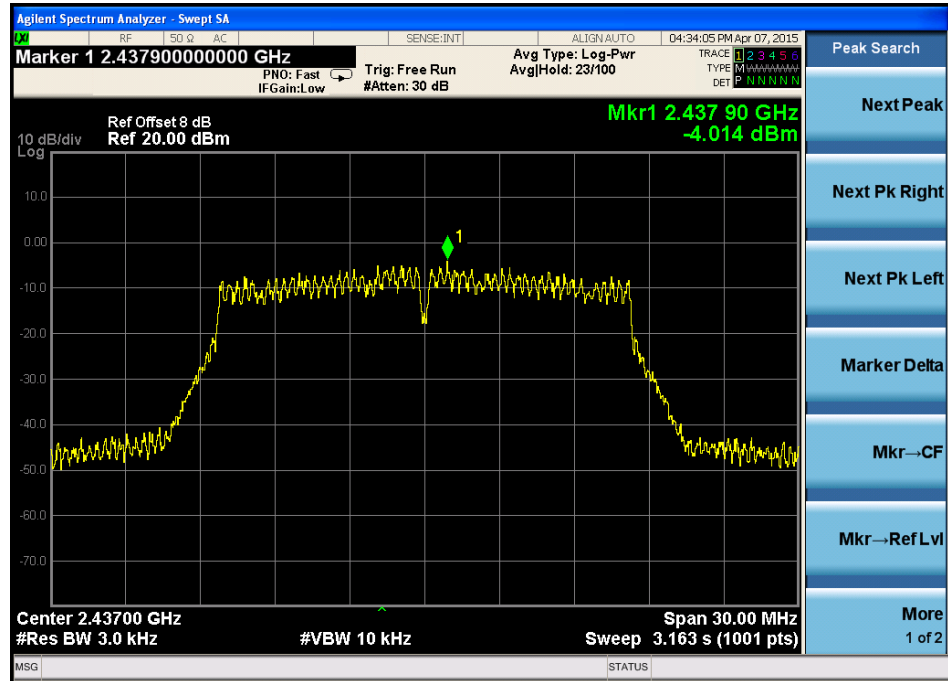 Agilent Spectrum Analyzer - Swept SA
LXI RF 50 Ω AC SENSE:INT ALIGN AUTO 04:34:05 PM Apr 07, 2015
Marker 1 2.437900000000 GHz
PNO: Fast
IFGain:Low
Trig: Free Run
#Atten: 30 dB
Avg Type: Log-Pwr
Avg|Hold: 23/100
TRACE 1 2 3 4 5 6
TYPE M WWWWW
DET P N N N N N
Mkr1 2.437 90 GHz
-4.014 dBm
Ref Offset 8 dB
10 dB/div Ref 20.00 dBm
Log
10.0
0.00
-10.0
-20.0
-30.0
-40.0
-50.0
-60.0
-70.0
1
Center 2.43700 GHz Span 30.00 MHz
#Res BW 3.0 kHz #VBW 10 kHz Sweep 3.163 s (1001 pts)
MSG STATUS
Peak Search
Next Peak
Next Pk Right
Next Pk Left
Marker Delta
Mkr→CF
Mkr→Ref Lvl
More
1 of 2